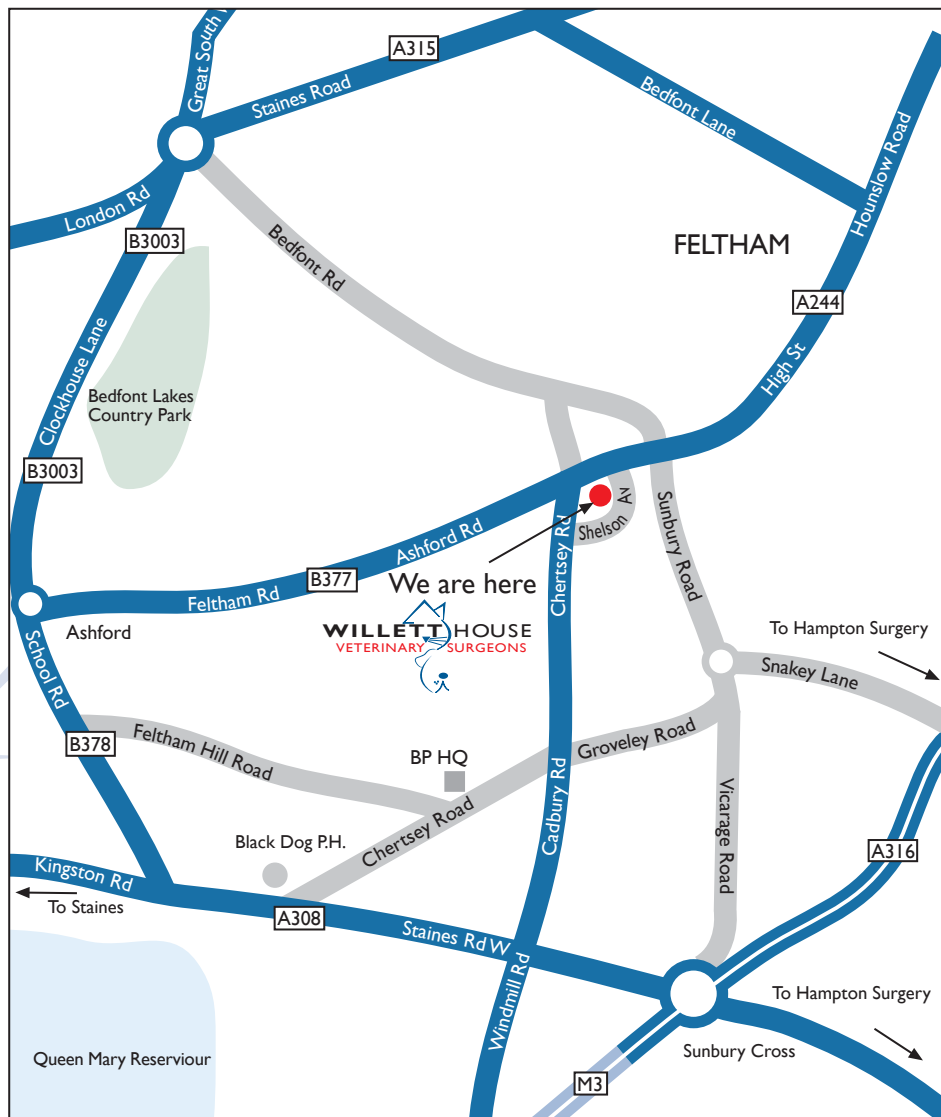 Great South
A315
Staines Road
Bedfont Lane
Hounslow Road
London Rd
B3003
Bedfont Rd
FELTHAM
A244
High St
Clockhouse Lane
Bedfont Lakes
Country Park
B3003
Sunbury Road
Shelson Av
Chertsey Rd
Ashford Rd
B377
Feltham Rd
We are here
WILLETT HOUSE
VETERINARY SURGEONS
Ashford
School Rd
To Hampton Surgery
Snakey Lane
B378
Feltham Hill Road
BP HQ
Groveley Road
Chertsey Road
Cadbury Rd
Vicarage Road
A316
Black Dog P.H.
Kingston Rd
To Staines
A308
Staines Rd W
Windmill Rd
To Hampton Surgery
Queen Mary Reserviour
Sunbury Cross
M3